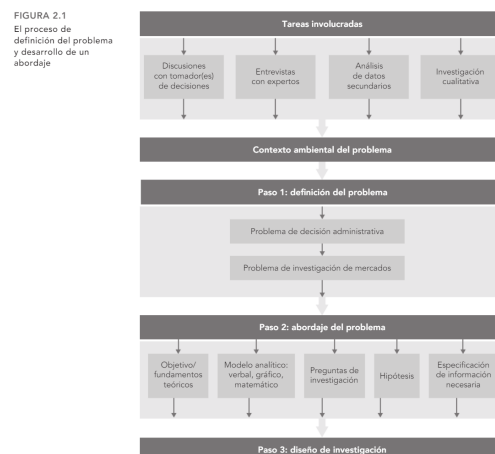 FIGURA 2.1
El proceso de
definición del problema
y desarrollo de un
abordaje
Tareas involucradas
Discusiones
con tomador(es)
de decisiones
Entrevistas
con expertos
Análisis
de datos
secundarios
Investigación
cualitativa
Contexto ambiental del problema
Paso 1: definición del problema
Problema de decisión administrativa
Problema de investigación de mercados
Paso 2: abordaje del problema
Objetivo/
fundamentos
teóricos
Modelo analítico:
verbal, gráfico,
matemático
Preguntas de
investigación
Hipótesis
Especificación
de información
necesaria
Paso 3: diseño de investigación